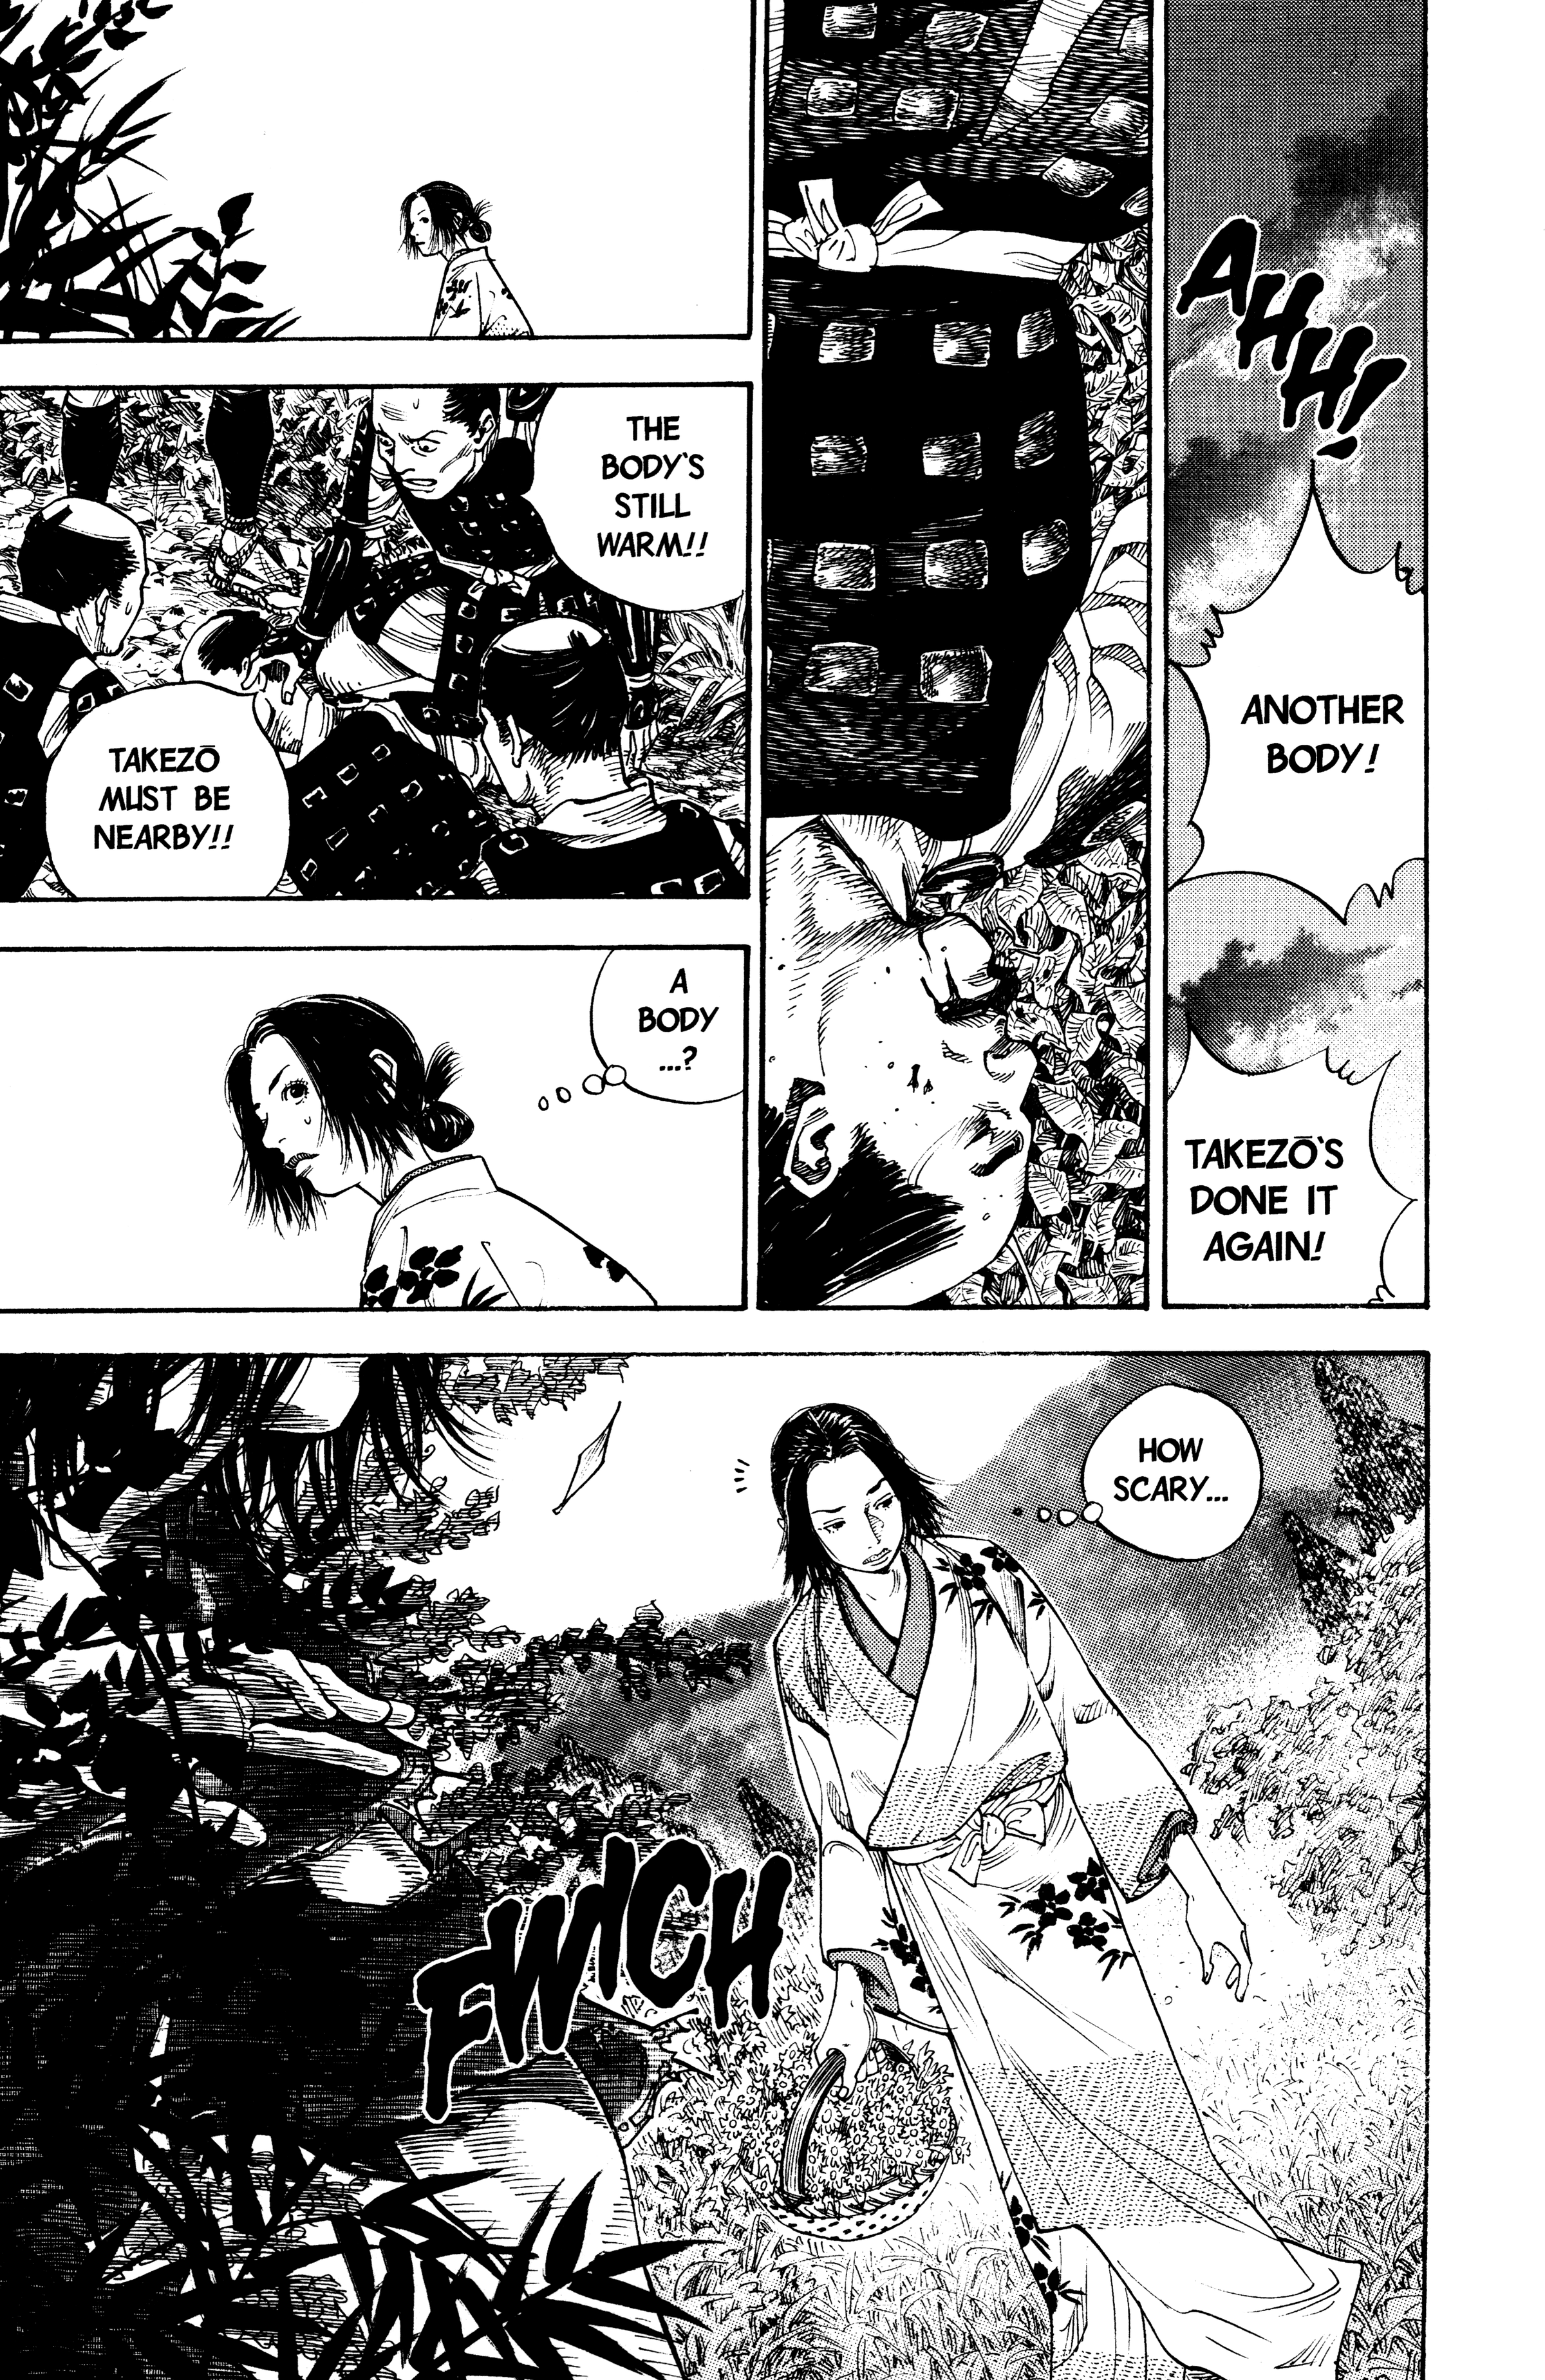 AHH!
ANOTHER
BODY!
TAKEZŌ'S
DONE IT
AGAIN!
THE
BODY'S
STILL
WARM!!
TAKEZŌ
MUST BE
NEARBY!!
A
BODY
...?
HOW
SCARY...
FWICH